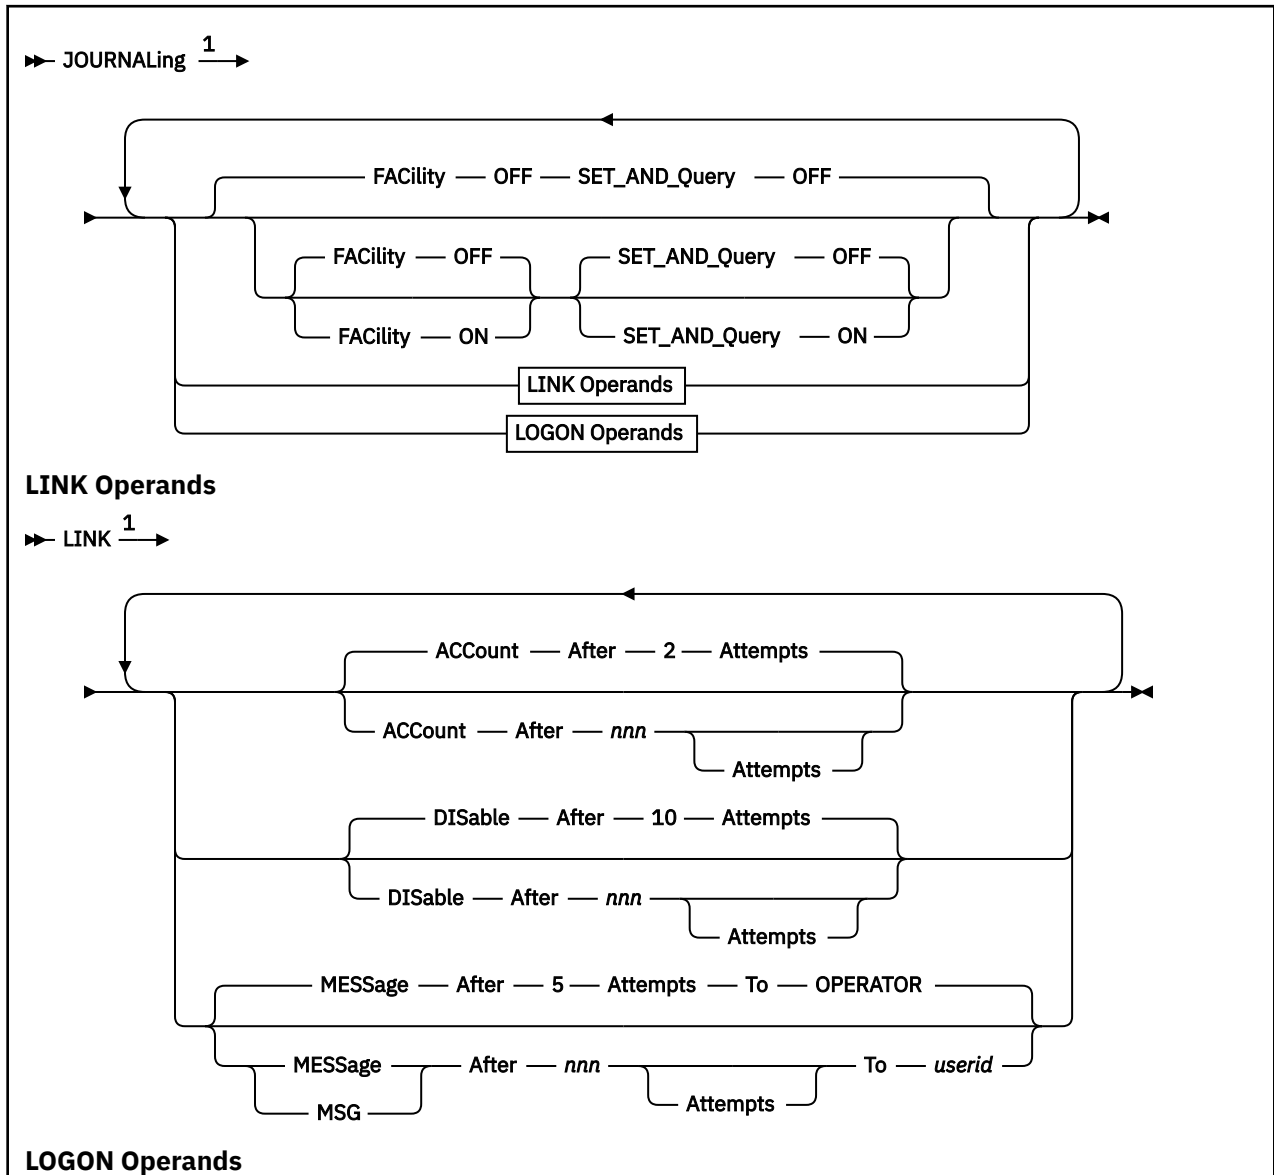 JOURNALing 1
FACility OFF SET_AND_Query OFF
FACility OFF SET_AND_Query OFF
FACility ON SET_AND_Query ON
LINK Operands
LOGON Operands
LINK Operands
LINK 1
ACCount After 2 Attempts
ACCount After nnn
Attempts
DISable After 10 Attempts
DISable After nnn
Attempts
MESSage After 5 Attempts To OPERATOR
MESSage After nnn To userid
MSG Attempts
LOGON Operands